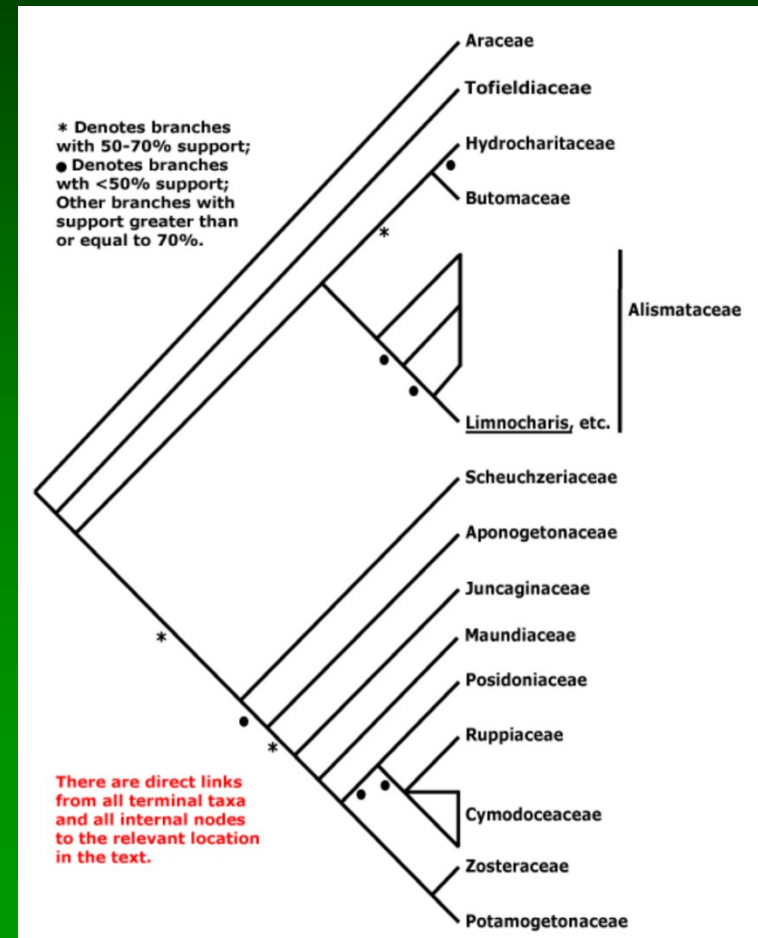 Araceae
Tofieldiaceae
* Denotes branches
with 50-70% support;
● Denotes branches
wth <50% support;
Other branches with
support greater than
or equal to 70%.
Hydrocharitaceae
●
Butomaceae
*
Alismataceae
●
●
Limnocharis, etc.
Scheuchzeriaceae
Aponogetonaceae
Juncaginaceae
Maundiaceae
*
Posidoniaceae
●
Ruppiaceae
*
There are direct links
from all terminal taxa
and all internal nodes
to the relevant location
in the text.
●
●
Cymodoceaceae
Zosteraceae
Potamogetonaceae